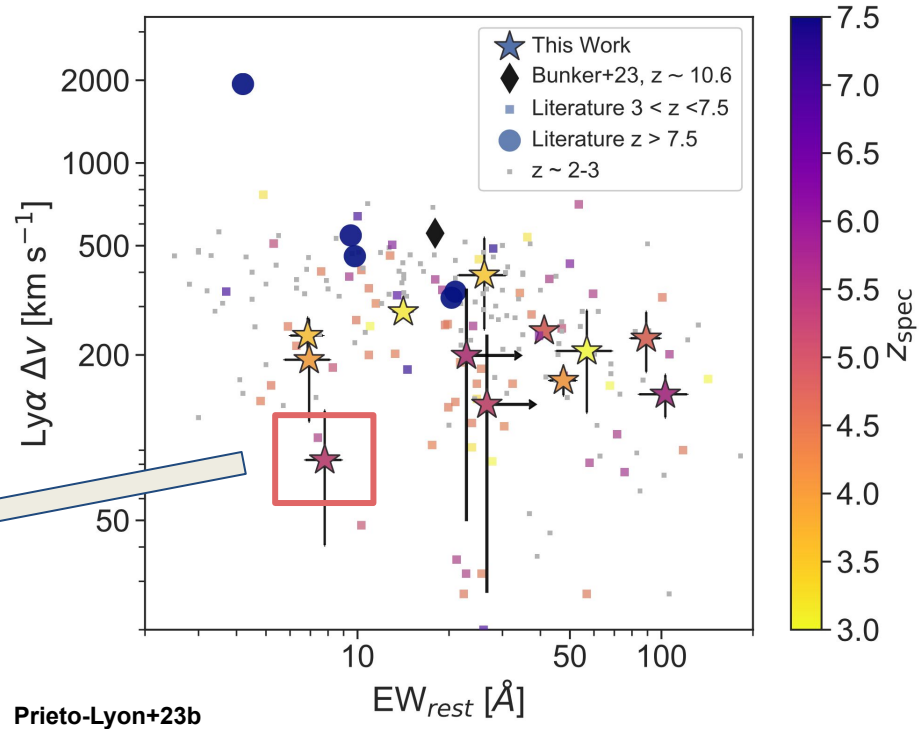 2000
1000
500
200
50
Lyα Δv [km s⁻¹]
This Work
Bunker+23, z ~ 10.6
Literature 3 < z <7.5
Literature z > 7.5
z ~ 2-3
10
50
100
EW_rest [Å]
7.5
7.0
6.5
6.0
5.5
5.0
4.5
4.0
3.5
3.0
z_spec
Prieto-Lyon+23b